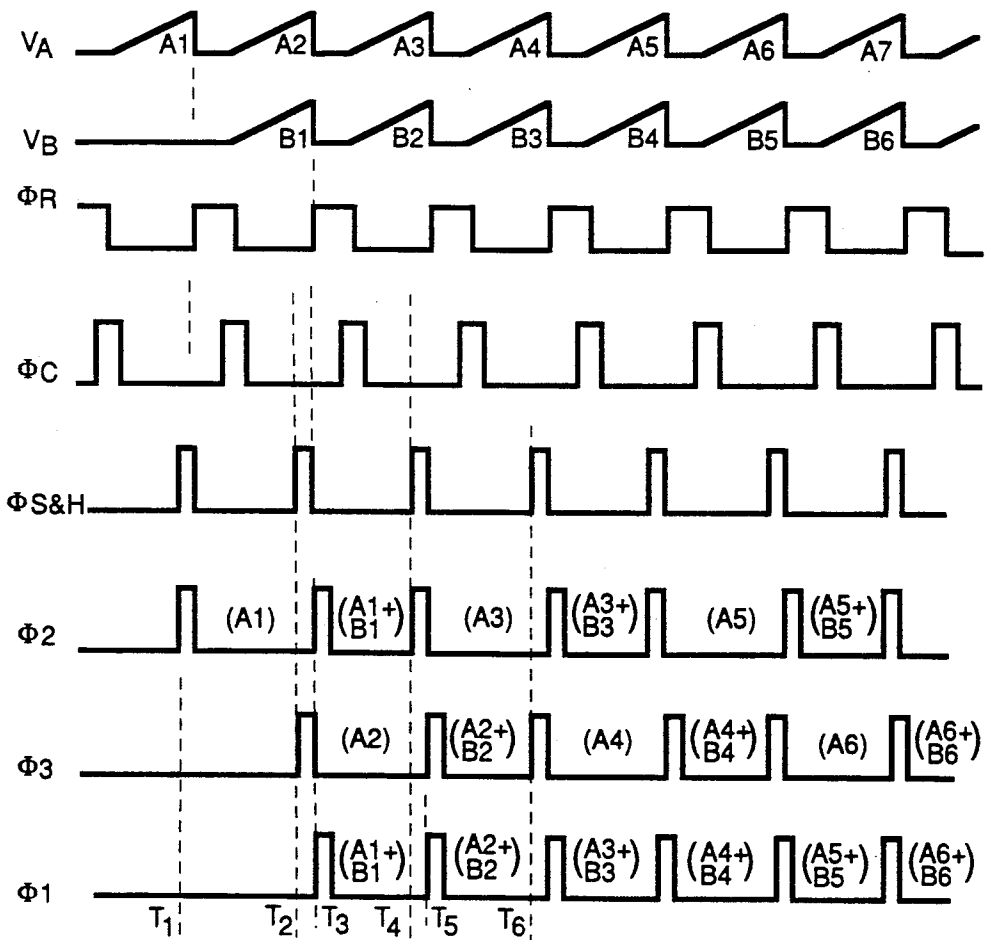 VA A1 A2 A3 A4 A5 A6 A7
VB B1 B2 B3 B4 B5 B6
ΦR
ΦC
ΦS&H
Φ2 (A1) (A1+B1) (A3) (A3+B3) (A5) (A5+B5)
Φ3 (A2) (A2+B2) (A4) (A4+B4) (A6) (A6+B6)
Φ1 (A1+B1) (A2+B2) (A3+B3) (A4+B4) (A5+B5) (A6+B6)
T1 T2 T3 T4 T5 T6